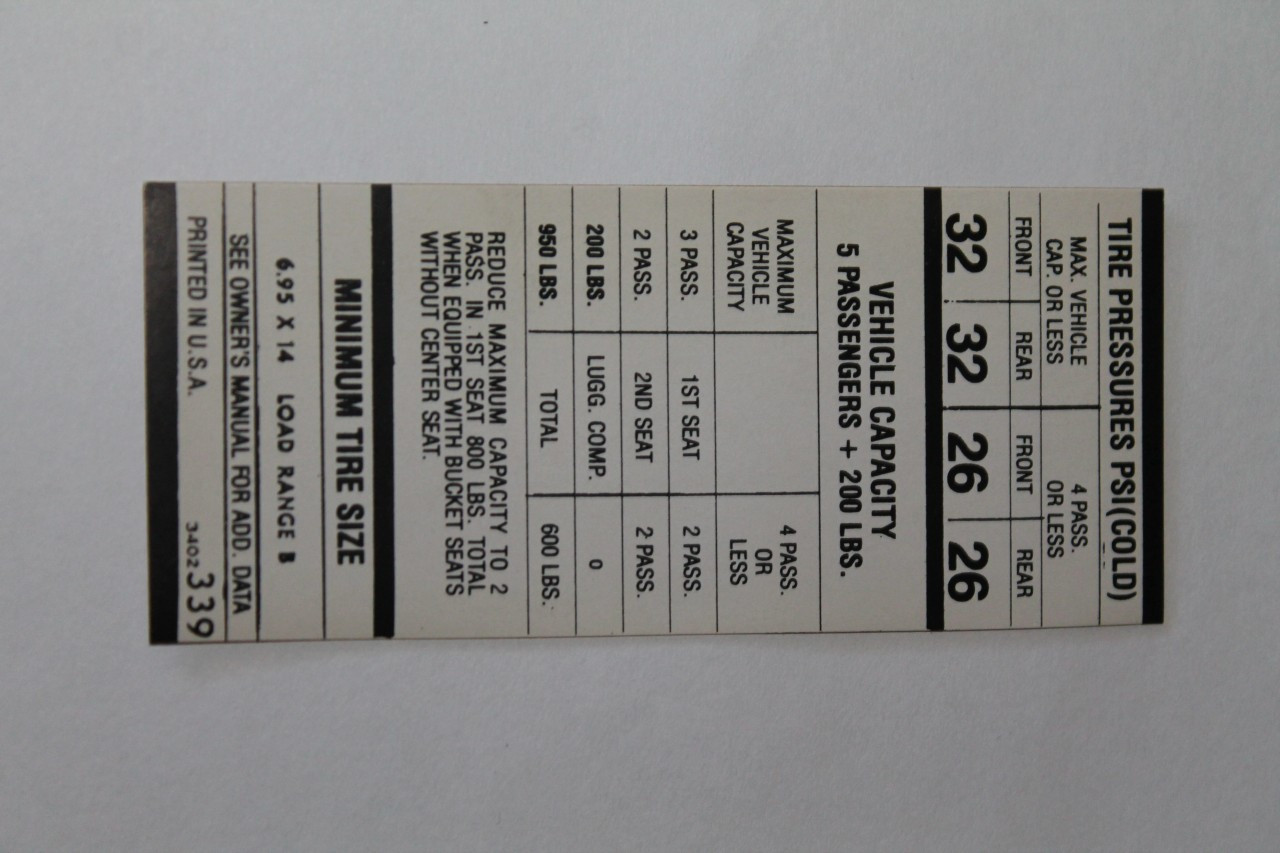 TIRE PRESSURES PSI(COLD)
MAX. VEHICLE CAP. OR LESS
4 PASS. OR LESS
FRONT REAR FRONT REAR
32 32 26 26
VEHICLE CAPACITY
5 PASSENGERS + 200 LBS.
MAXIMUM VEHICLE CAPACITY
4 PASS. OR LESS
3 PASS. 1ST SEAT 2 PASS.
2 PASS. 2ND SEAT 2 PASS.
200 LBS. LUGG. COMP. 0
950 LBS. TOTAL 600 LBS.
REDUCE MAXIMUM CAPACITY TO 2
PASS. IN 1ST SEAT 800 LBS. TOTAL
WHEN EQUIPPED WITH BUCKET SEATS
WITHOUT CENTER SEAT.
MINIMUM TIRE SIZE
6.95 X 14 LOAD RANGE B
SEE OWNER'S MANUAL FOR ADD. DATA
PRINTED IN U.S.A. 3402339